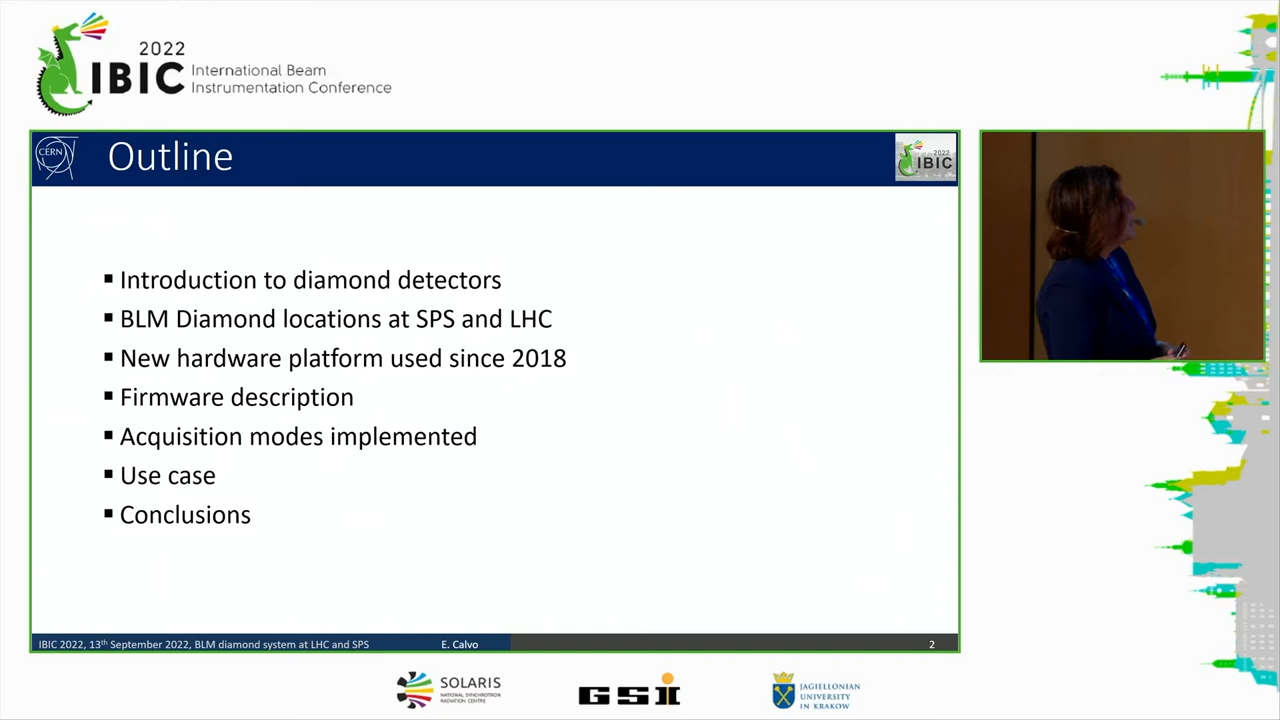 2022
IBIC
International Beam
Instrumentation Conference
CERN
Outline
2022
IBIC
▪ Introduction to diamond detectors
▪ BLM Diamond locations at SPS and LHC
▪ New hardware platform used since 2018
▪ Firmware description
▪ Acquisition modes implemented
▪ Use case
▪ Conclusions
IBIC 2022, 13th September 2022, BLM diamond system at LHC and SPS
E. Calvo
2
SOLARIS
NATIONAL SYNCHROTRON
RADIATION CENTRE
GSI
JAGIELLONIAN
UNIVERSITY
IN KRAKOW